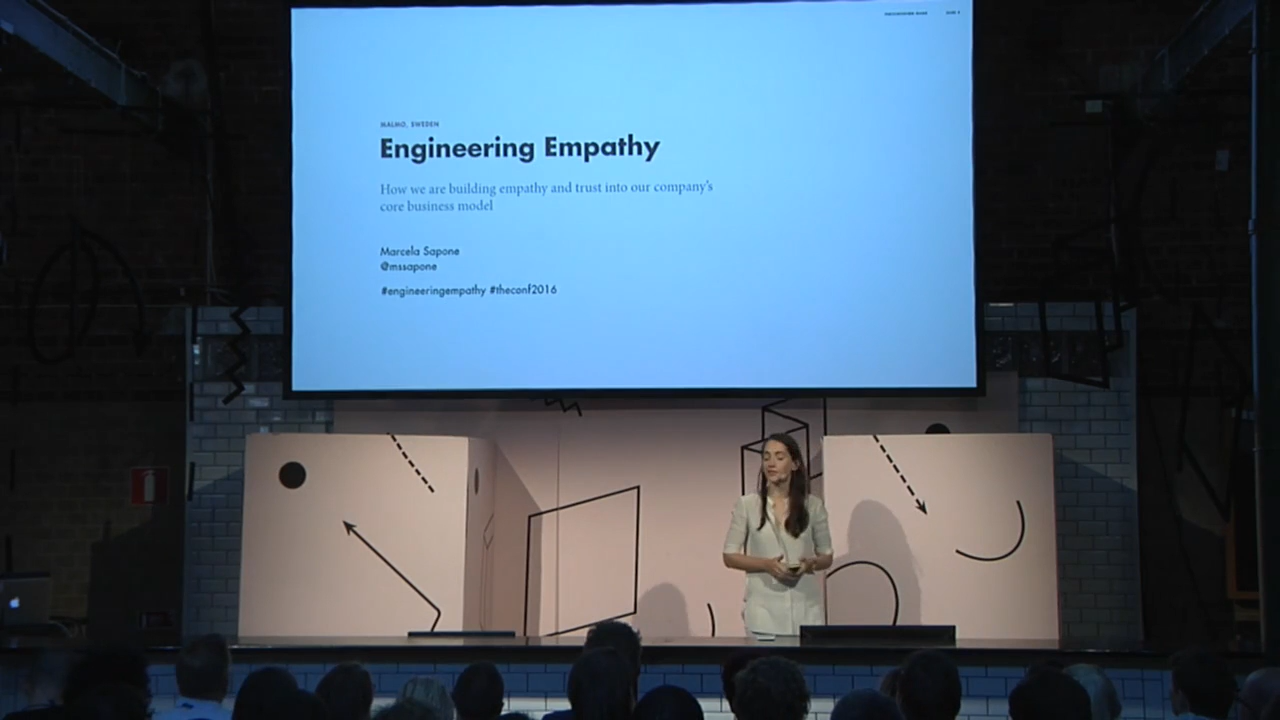 MALMO, SWEDEN
Engineering Empathy
How we are building empathy and trust into our company's
core business model
Marcela Sapone
@mssapone
#engineeringempathy #theconf2016